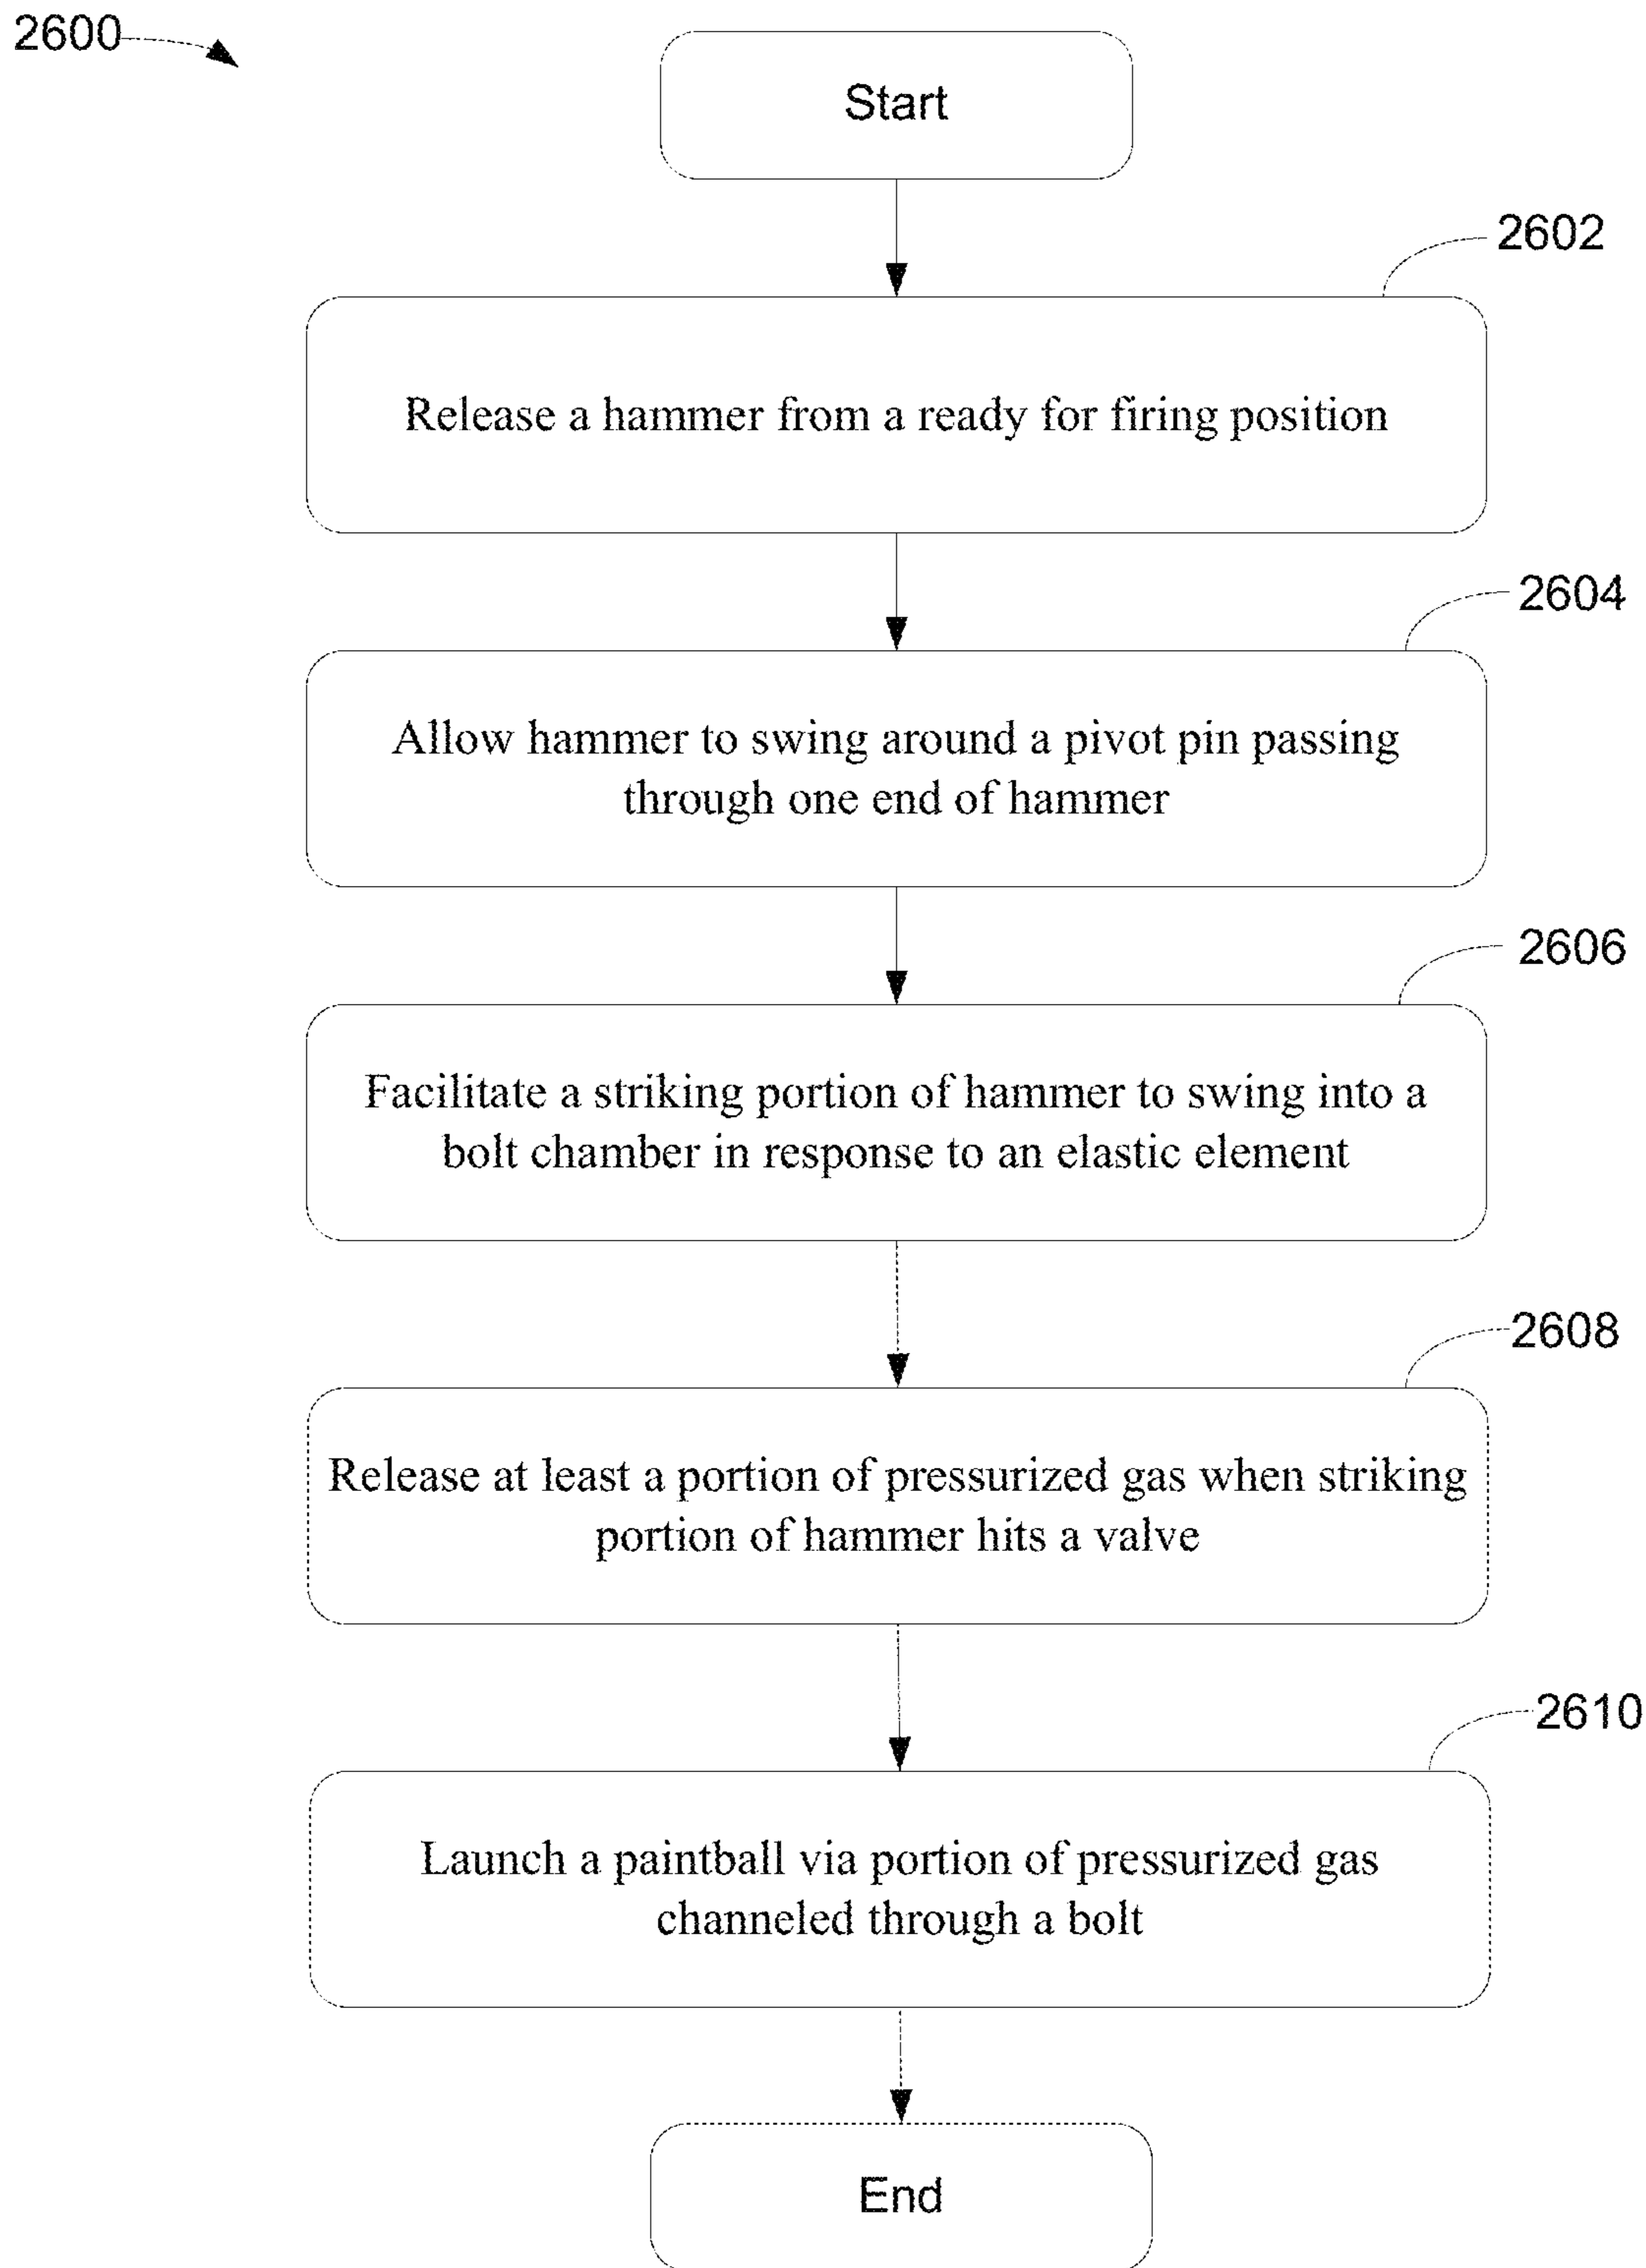 2600
Start
2602
Release a hammer from a ready for firing position
2604
Allow hammer to swing around a pivot pin passing
through one end of hammer
2606
Facilitate a striking portion of hammer to swing into a
bolt chamber in response to an elastic element
2608
Release at least a portion of pressurized gas when striking
portion of hammer hits a valve
2610
Launch a paintball via portion of pressurized gas
channeled through a bolt
End